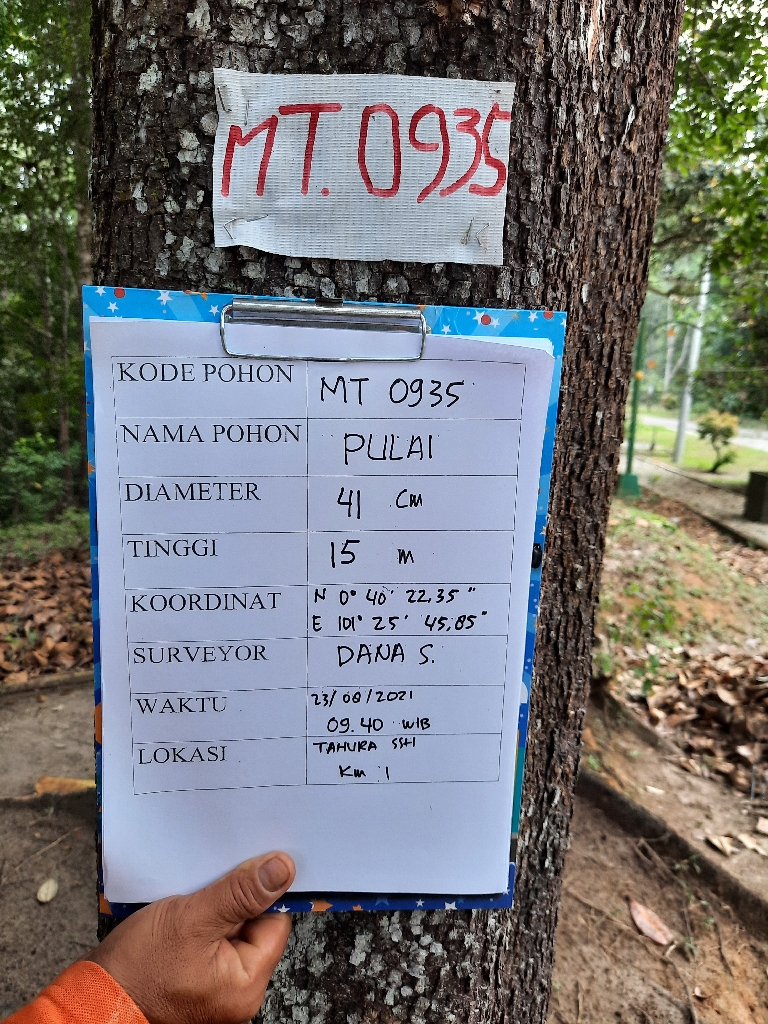 MT. 0935
KODE POHON MT 0935
NAMA POHON PULAI
DIAMETER 41 Cm
TINGGI 15 m
KOORDINAT N 0° 40' 22,35"
E 101° 25' 45,85"
SURVEYOR DANA S.
WAKTU 23/08/2021
09.40 WIB
LOKASI TAHURA SSH
Km 1